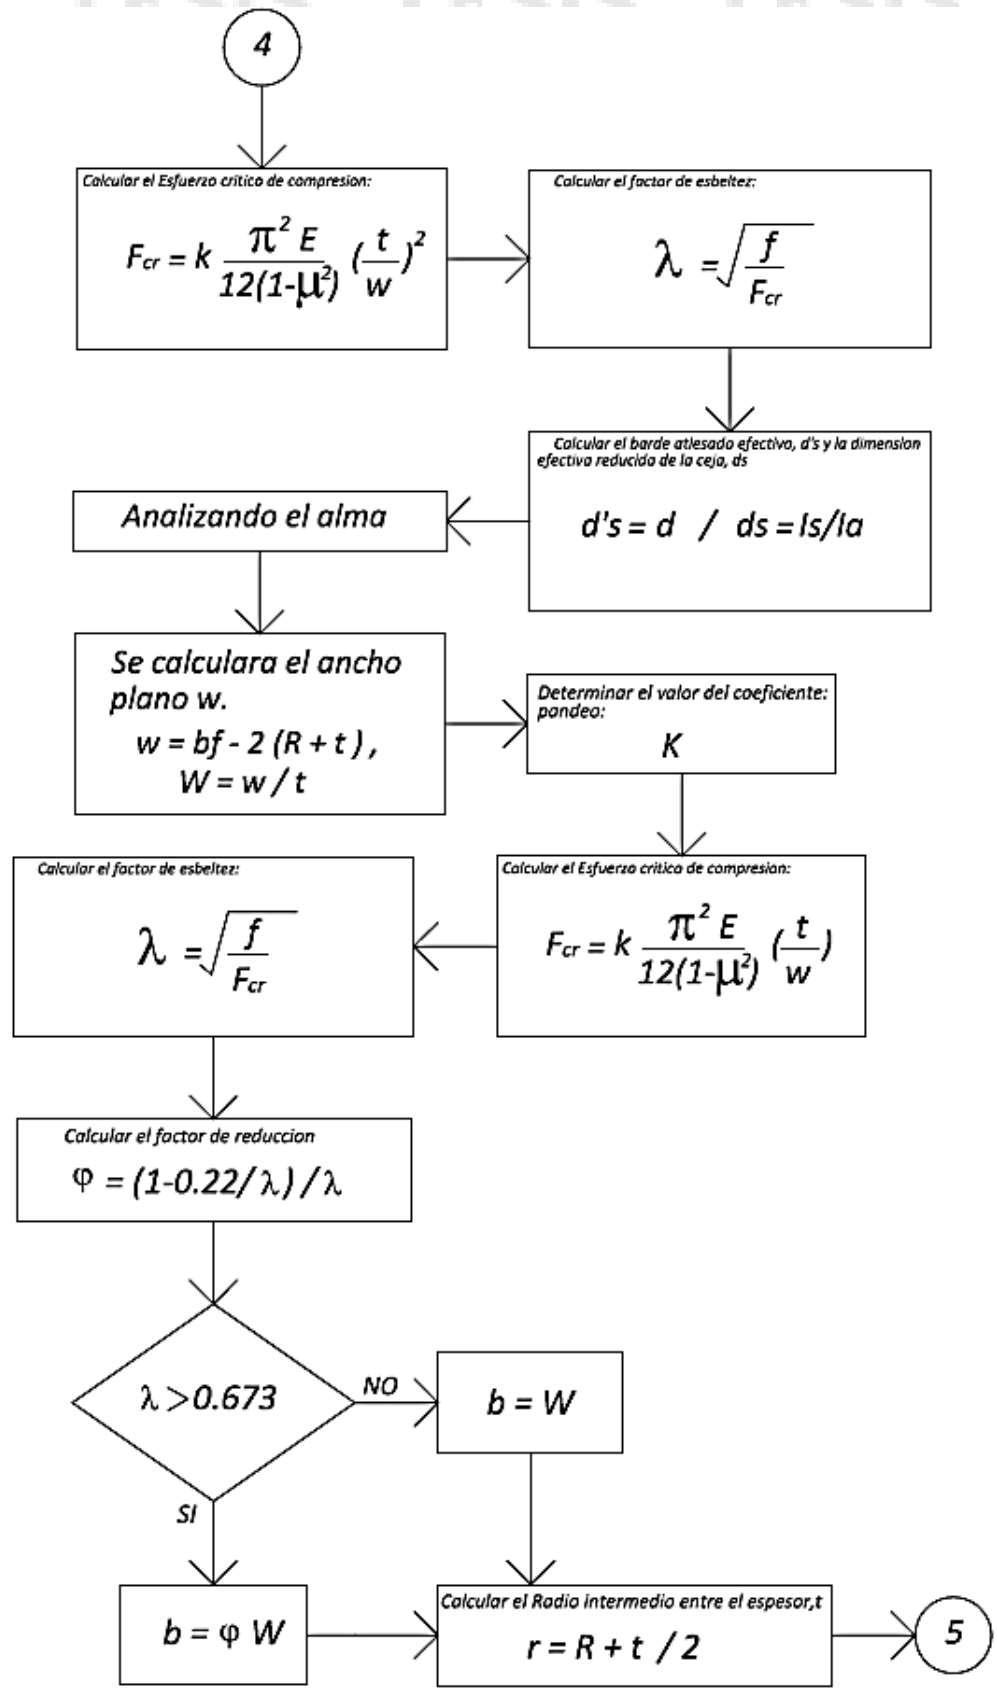 4
Calcular el Esfuerzo critico de compresion:
Fcr = k π² E / 12(1-μ²) (t/w)²
Calcular el factor de esbeltez:
λ = √(f/Fcr)
Calcular el barde atiesado efectivo, d's y la dimension
efectiva reducida de la ceja, ds
d's = d / ds = Is/Ia
Analizando el alma
Se calculara el ancho
plano w.
w = bf - 2 (R + t ) ,
W = w / t
Determinar el valor del coeficiente:
pandeo:
K
Calcular el Esfuerzo critico de compresion:
Fcr = k π² E / 12(1-μ²) (t/w)
Calcular el factor de esbeltez:
λ = √(f/Fcr)
Calcular el factor de reduccion
φ = (1-0.22/ λ ) / λ
λ >0.673
NO
b = W
SI
b = φ W
Calcular el Radio intermedio entre el espesor,t
r = R + t / 2
5